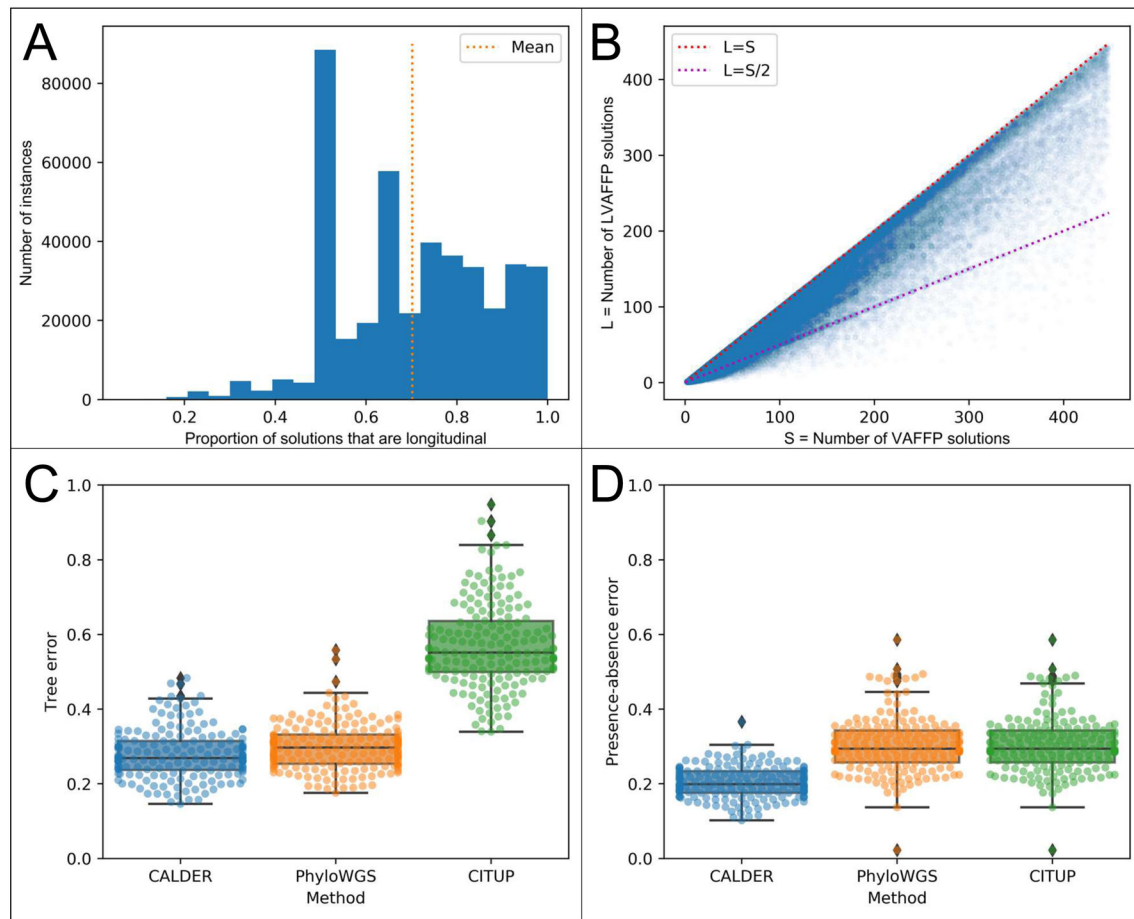 A
Mean
80000
60000
40000
20000
0
Number of instances
0.2 0.4 0.6 0.8 1.0
Proportion of solutions that are longitudinal
B
L=S
L=S/2
400
300
200
100
0
L = Number of LVAFFP solutions
0 100 200 300 400
S = Number of VAFFP solutions
C
1.0
0.8
0.6
0.4
0.2
0.0
Tree error
CALDER PhyloWGS CITUP
Method
D
1.0
0.8
0.6
0.4
0.2
0.0
Presence-absence error
CALDER PhyloWGS CITUP
Method